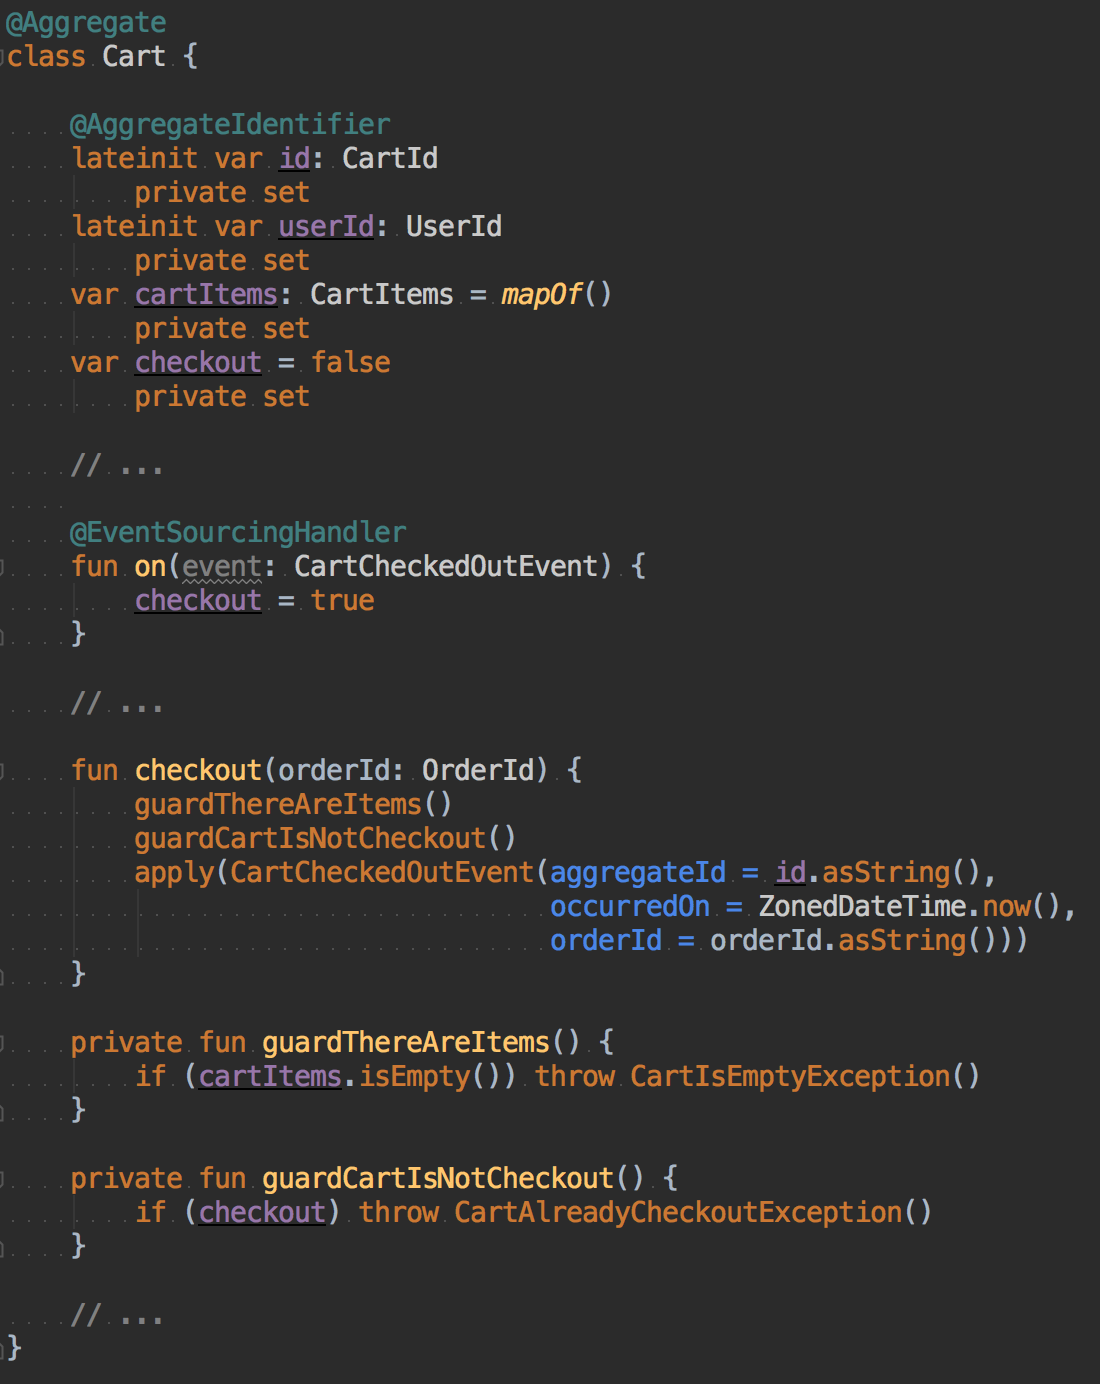 @Aggregate
class Cart {
@AggregateIdentifier
lateinit var id: CartId
private set
lateinit var userId: UserId
private set
var cartItems: CartItems = mapOf()
private set
var checkout = false
private set
// ...
@EventSourcingHandler
fun on(event: CartCheckedOutEvent) {
checkout = true
}
// ...
fun checkout(orderId: OrderId) {
guardThereAreItems()
guardCartIsNotCheckout()
apply(CartCheckedOutEvent(aggregateId = id.asString(),
occurredOn = ZonedDateTime.now(),
orderId = orderId.asString()))
}
private fun guardThereAreItems() {
if (cartItems.isEmpty()) throw CartIsEmptyException()
}
private fun guardCartIsNotCheckout() {
if (checkout) throw CartAlreadyCheckoutException()
}
// ...
}